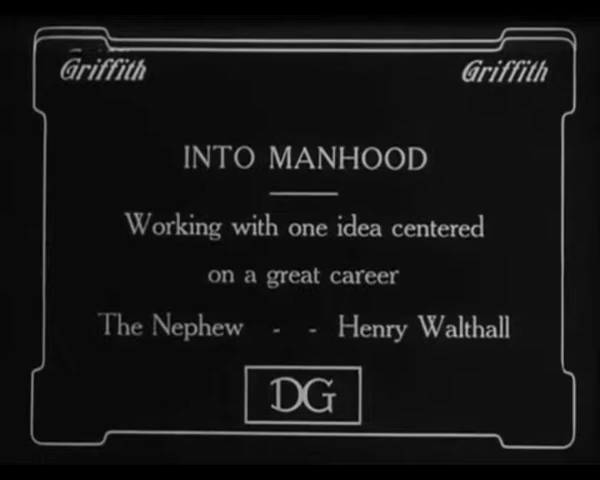 Griffith Griffith
INTO MANHOOD
Working with one idea centered
on a great career
The Nephew - - Henry Walthall
DG